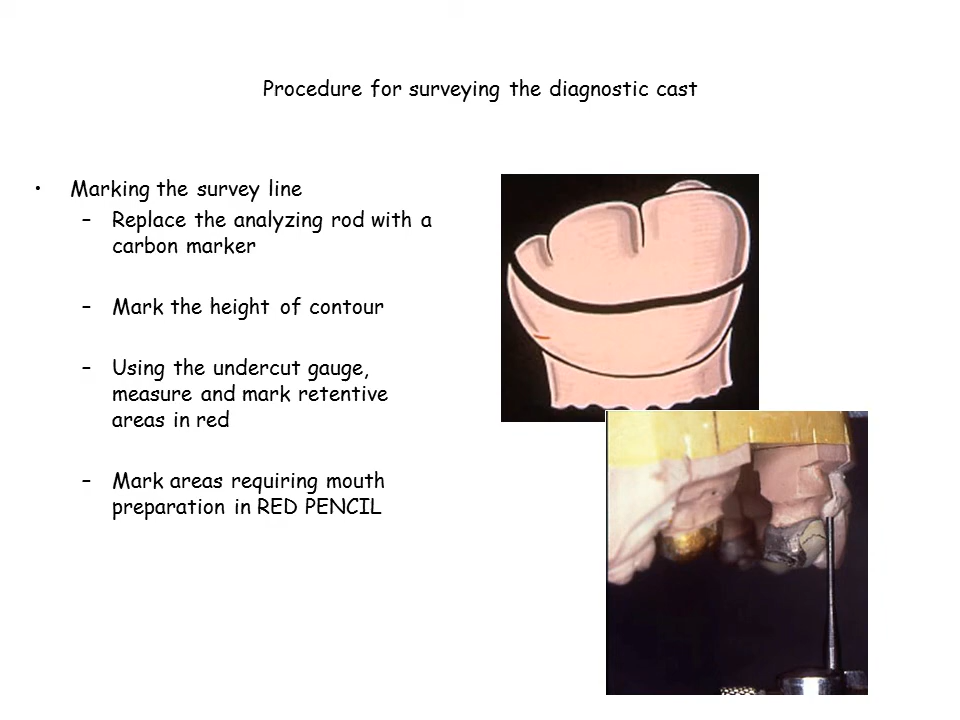 Procedure for surveying the diagnostic cast
• Marking the survey line
– Replace the analyzing rod with a
carbon marker
– Mark the height of contour
– Using the undercut gauge,
measure and mark retentive
areas in red
– Mark areas requiring mouth
preparation in RED PENCIL